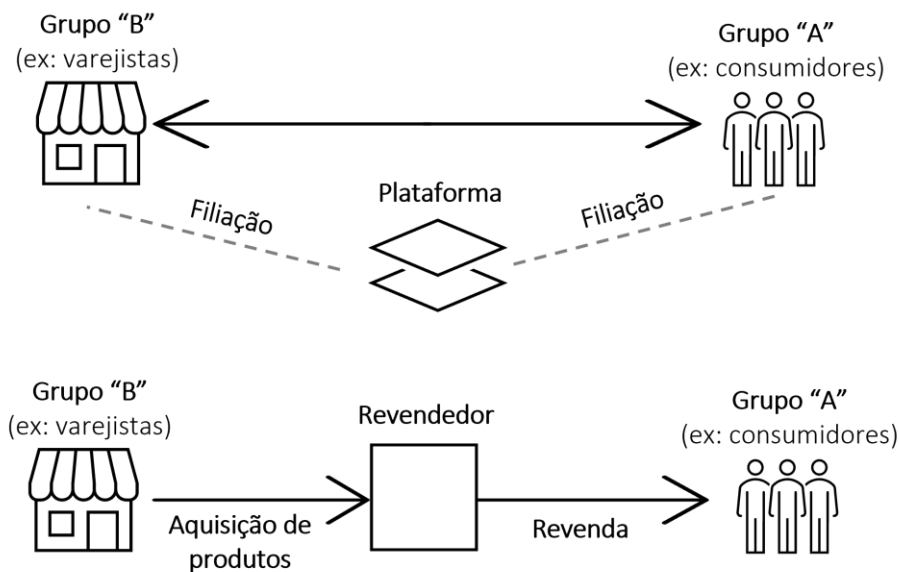 Grupo “B”
(ex: varejistas)
Grupo “A”
(ex: consumidores)
Plataforma
Filiação
Filiação
Grupo “B”
(ex: varejistas)
Revendedor
Grupo “A”
(ex: consumidores)
Aquisição de
produtos
Revenda